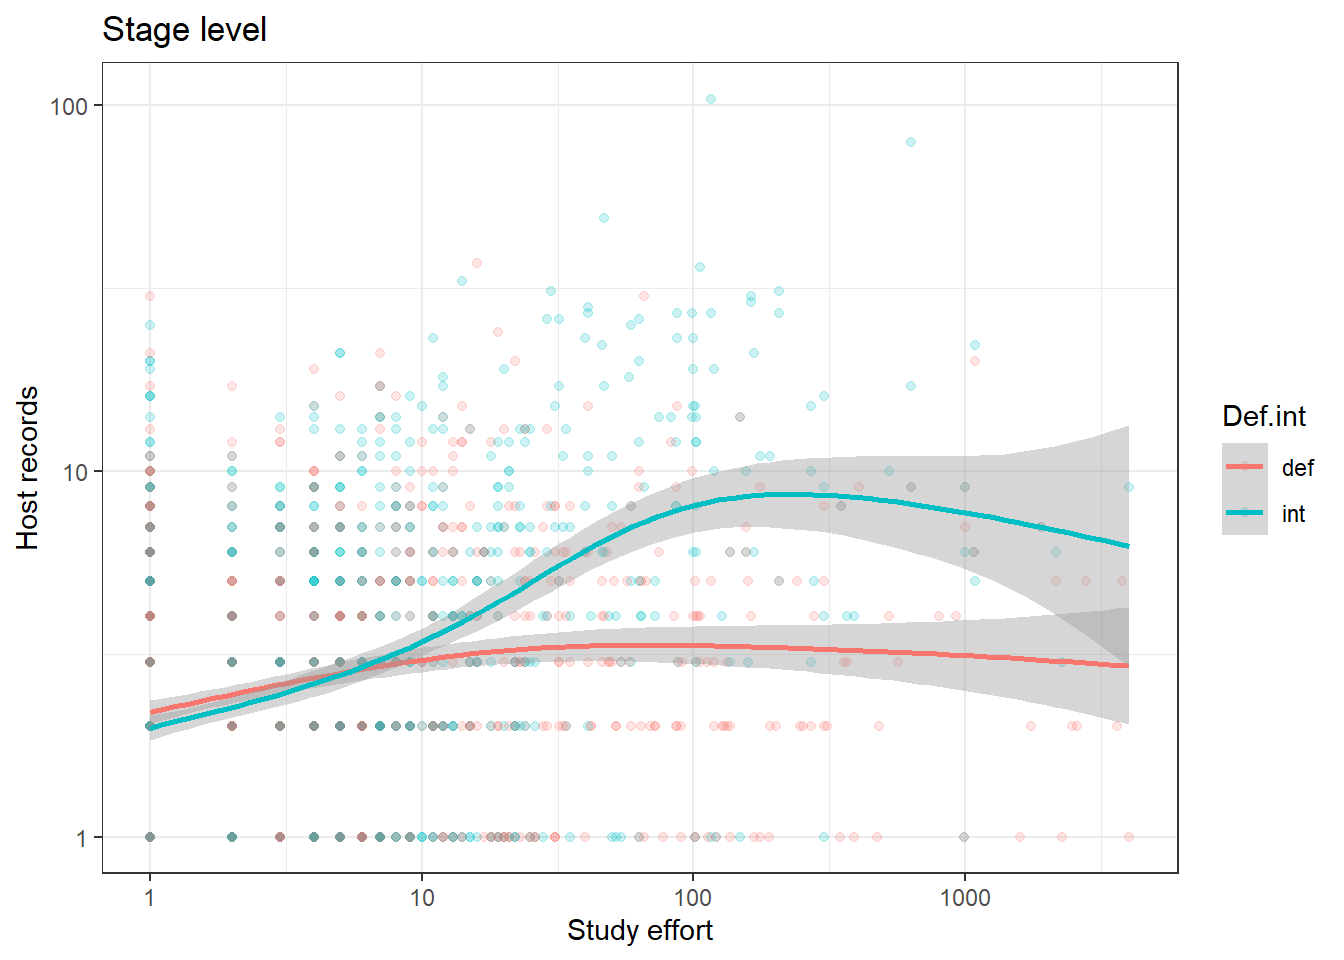 Stage level
Host records
100
10
1
1
10
100
1000
Study effort
Def.int
def
int